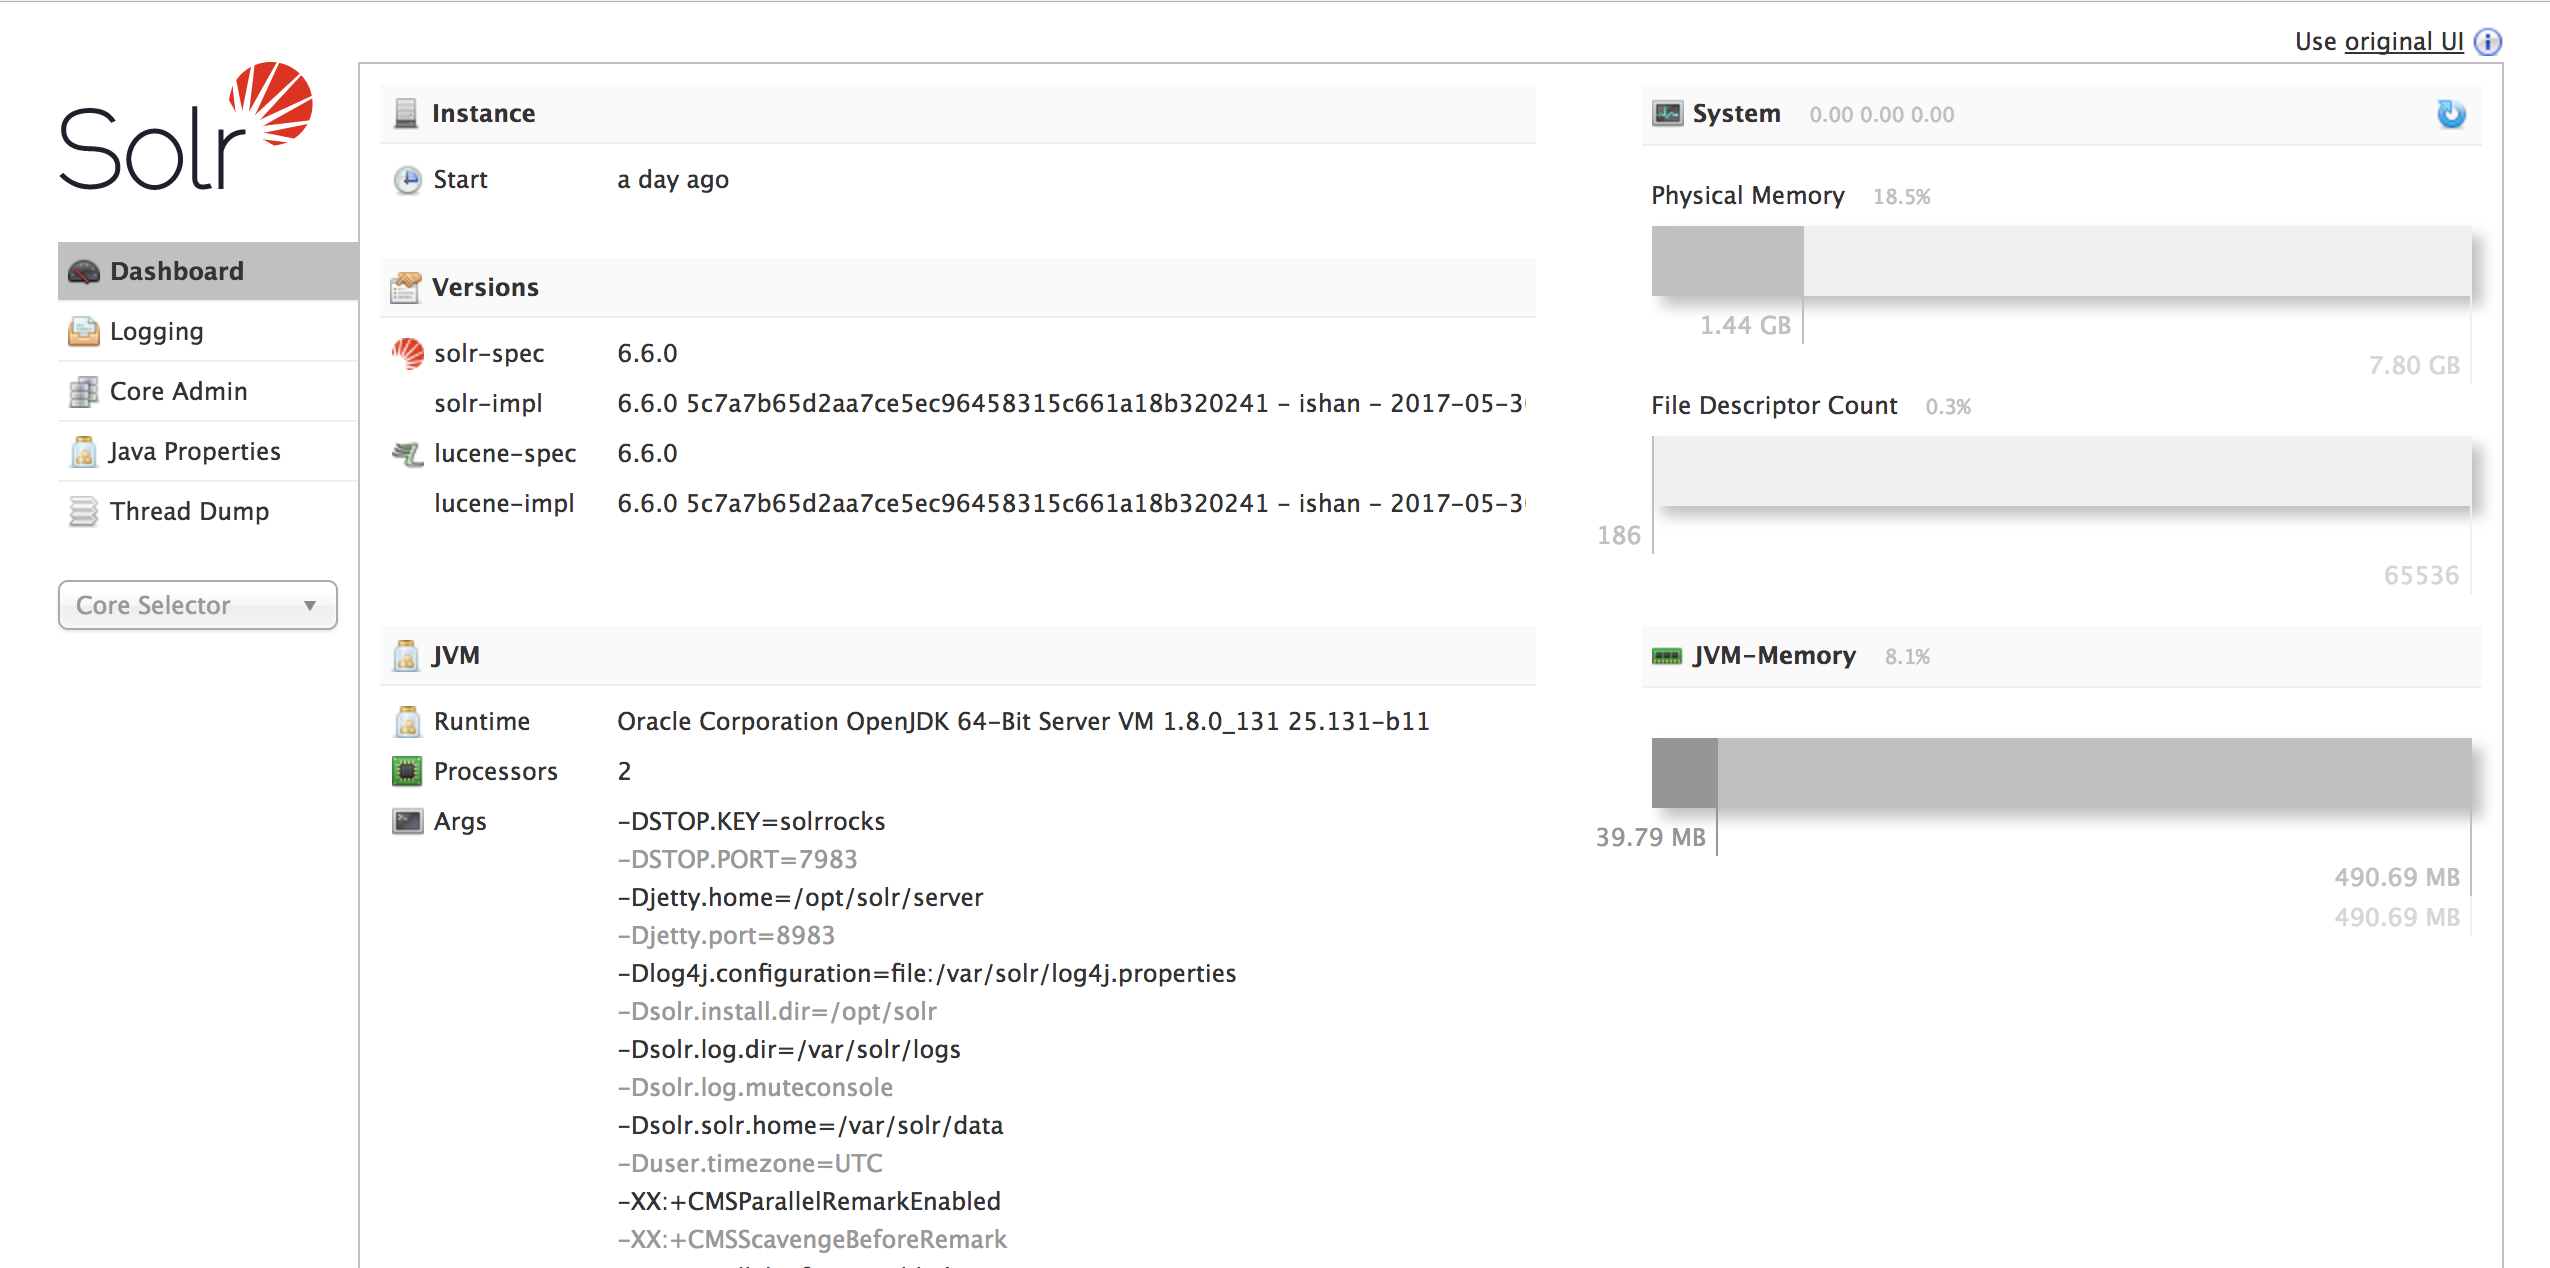 Use original UI
Solr
Dashboard
Logging
Core Admin
Java Properties
Thread Dump
Core Selector
Instance
Start a day ago
Versions
solr-spec 6.6.0
solr-impl 6.6.0 5c7a7b65d2aa7ce5ec96458315c661a18b320241 - ishan - 2017-05-3
lucene-spec 6.6.0
lucene-impl 6.6.0 5c7a7b65d2aa7ce5ec96458315c661a18b320241 - ishan - 2017-05-3
JVM
Runtime Oracle Corporation OpenJDK 64-Bit Server VM 1.8.0_131 25.131-b11
Processors 2
Args -DSTOP.KEY=solrrocks
-DSTOP.PORT=7983
-Djetty.home=/opt/solr/server
-Djetty.port=8983
-Dlog4j.configuration=file:/var/solr/log4j.properties
-Dsolr.install.dir=/opt/solr
-Dsolr.log.dir=/var/solr/logs
-Dsolr.log.muteconsole
-Dsolr.solr.home=/var/solr/data
-Duser.timezone=UTC
-XX:+CMSParallelRemarkEnabled
-XX:+CMSScavengeBeforeRemark
System 0.00 0.00 0.00
Physical Memory 18.5%
1.44 GB
7.80 GB
File Descriptor Count 0.3%
186
65536
JVM-Memory 8.1%
39.79 MB
490.69 MB
490.69 MB